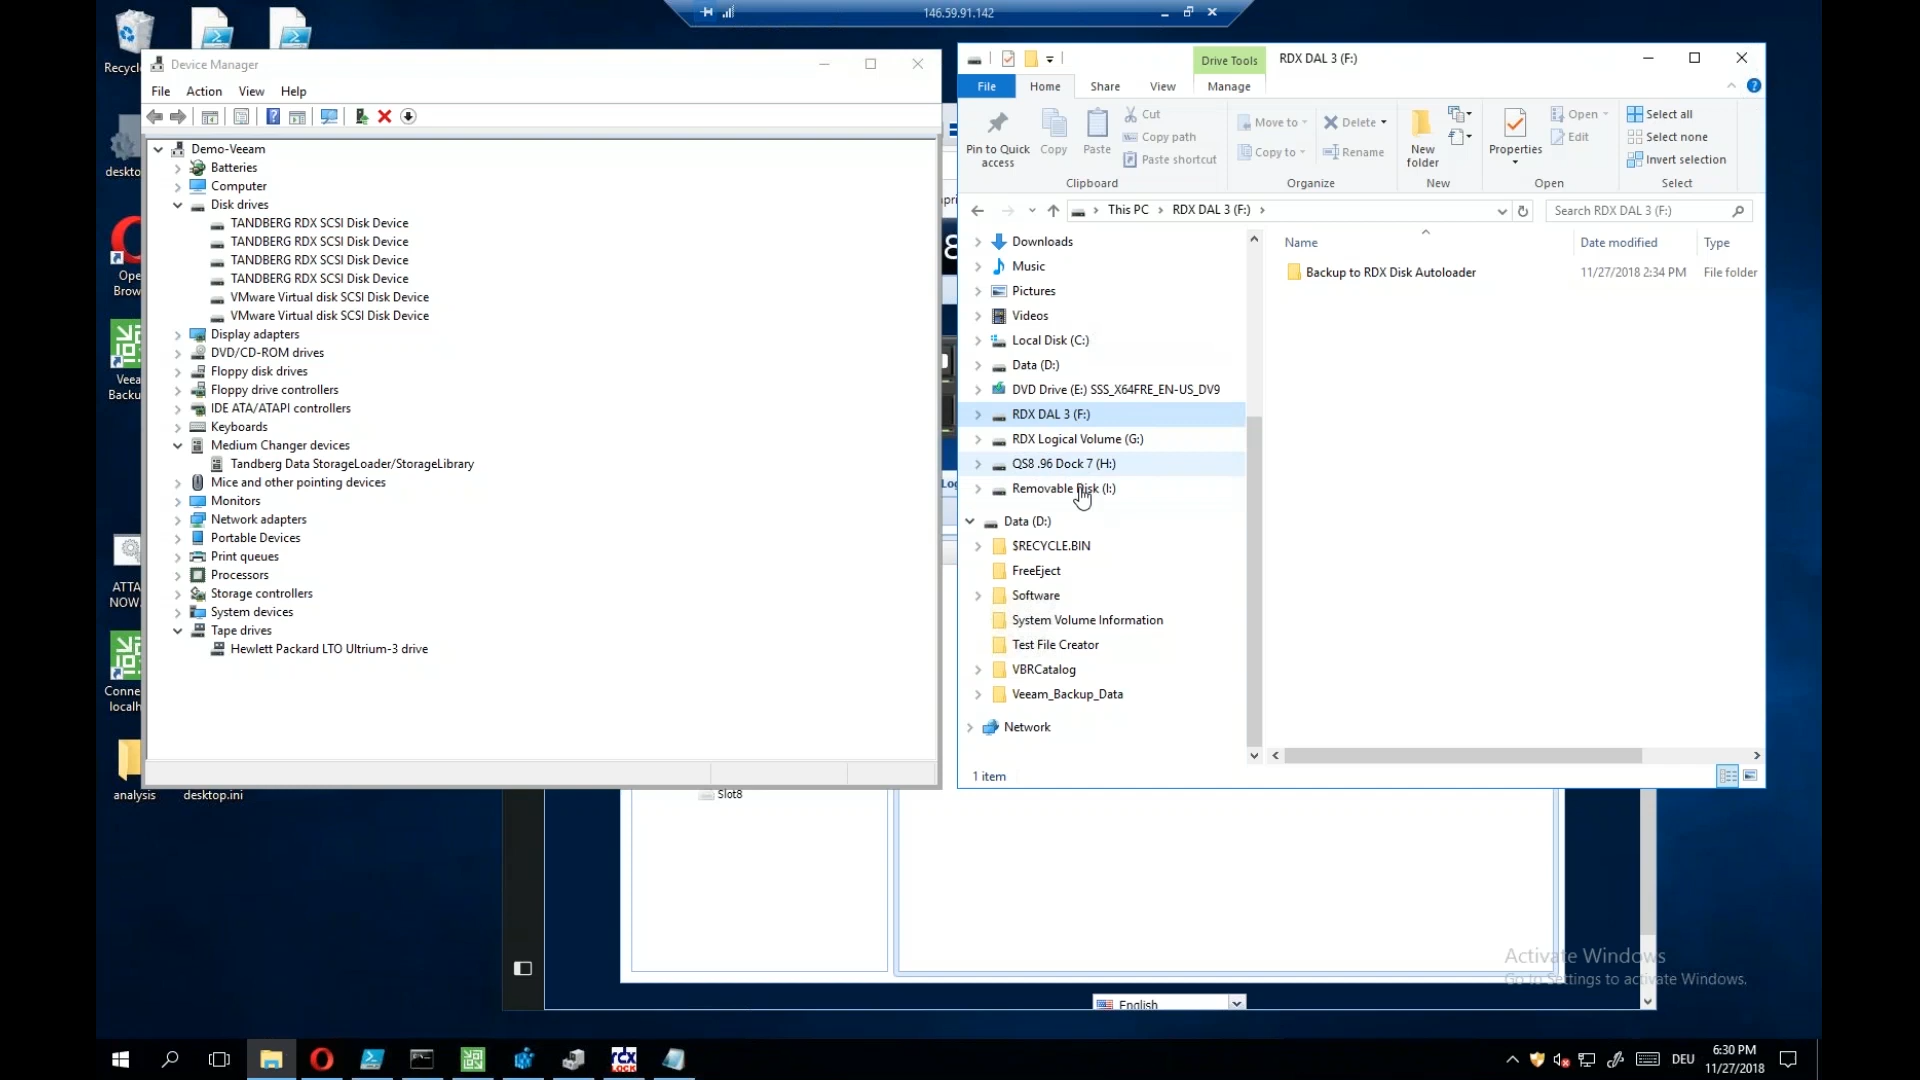 146.59.91.142
Recycl
deskto
Ope
Brow
Veea
Backu
ATTA
NOW.
Conne
localh
analysis
desktop.ini
Device Manager
File Action View Help
Demo-Veeam
Batteries
Computer
Disk drives
TANDBERG RDX SCSI Disk Device
TANDBERG RDX SCSI Disk Device
TANDBERG RDX SCSI Disk Device
TANDBERG RDX SCSI Disk Device
VMware Virtual disk SCSI Disk Device
VMware Virtual disk SCSI Disk Device
Display adapters
DVD/CD-ROM drives
Floppy disk drives
Floppy drive controllers
IDE ATA/ATAPI controllers
Keyboards
Medium Changer devices
Tandberg Data StorageLoader/StorageLibrary
Mice and other pointing devices
Monitors
Network adapters
Portable Devices
Print queues
Processors
Storage controllers
System devices
Tape drives
Hewlett Packard LTO Ultrium-3 drive
Drive Tools RDX DAL 3 (F:)
File Home Share View Manage
Pin to Quick access
Copy
Paste
Cut
Copy path
Paste shortcut
Clipboard
Move to
Copy to
Delete
Rename
Organize
New folder
New
Properties
Open
Edit
Open
Select all
Select none
Invert selection
Select
This PC > RDX DAL 3 (F:) >
Search RDX DAL 3 (F:)
Downloads
Music
Pictures
Videos
Local Disk (C:)
Data (D:)
DVD Drive (E:) SSS_X64FRE_EN-US_DV9
RDX DAL 3 (F:)
RDX Logical Volume (G:)
QS8 .96 Dock 7 (H:)
Removable Disk (I:)
Data (D:)
$RECYCLE.BIN
FreeEject
Software
System Volume Information
Test File Creator
VBRCatalog
Veeam_Backup_Data
Network
Name Date modified Type
Backup to RDX Disk Autoloader 11/27/2018 2:34 PM File folder
1 item
Slot8
English
Activate Windows
Go to Settings to activate Windows.
DEU
6:30 PM
11/27/2018